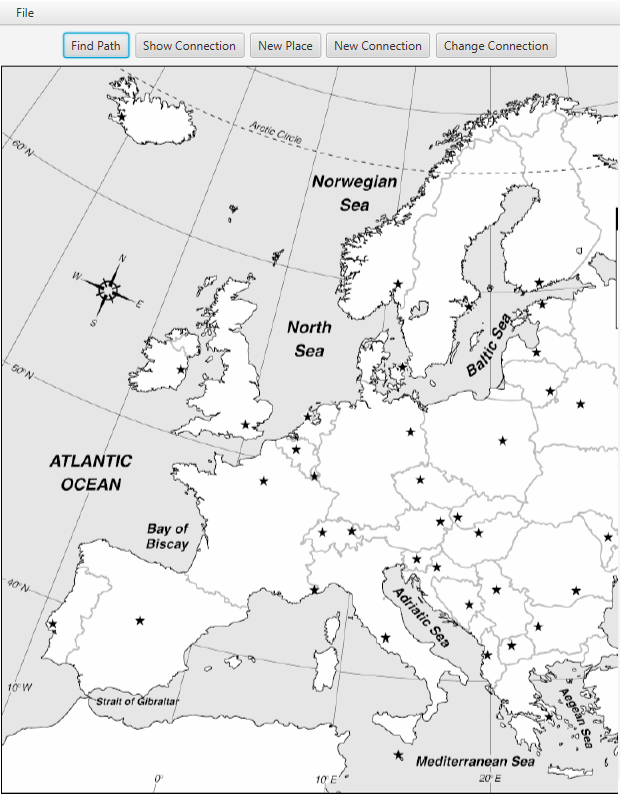 File
Find Path
Show Connection
New Place
New Connection
Change Connection
Arctic Circle
60°N
Norwegian
Sea
N
W
E
S
North
Sea
Baltic Sea
50°N
ATLANTIC
OCEAN
Bay of
Biscay
40°N
Adriatic Sea
10°W
Strait of Gibraltar
Aegean Sea
Mediterranean Sea
0°
10°E
20°E